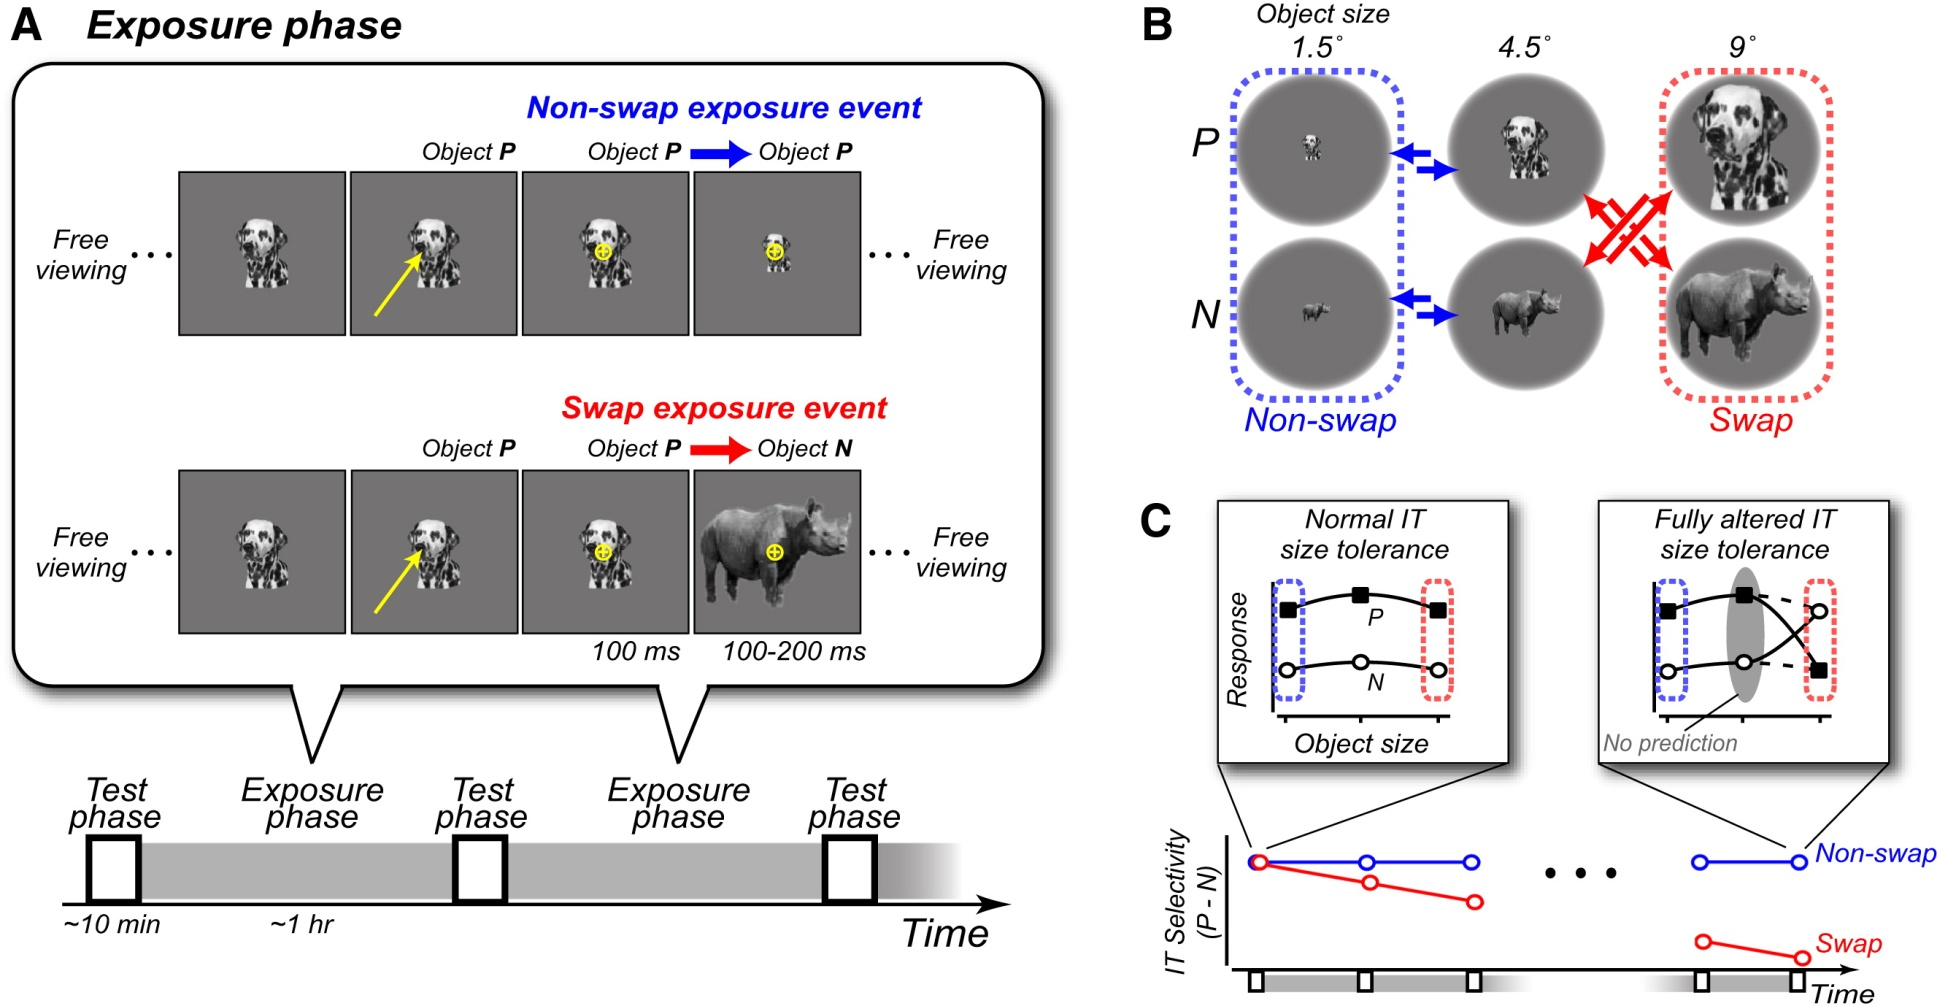 A Exposure phase
Non-swap exposure event
Object P
Object P
Object P
Free
viewing
Free
viewing
Swap exposure event
Object P
Object P
Object N
Free
viewing
Free
viewing
100 ms
100-200 ms
Test
phase
Exposure
phase
Test
phase
Exposure
phase
Test
phase
~10 min
~1 hr
Time
B
Object size
1.5°
4.5°
9°
P
N
Non-swap
Swap
C
Normal IT
size tolerance
Response
P
N
Object size
Fully altered IT
size tolerance
No prediction
IT Selectivity
(P - N)
Non-swap
Swap
Time